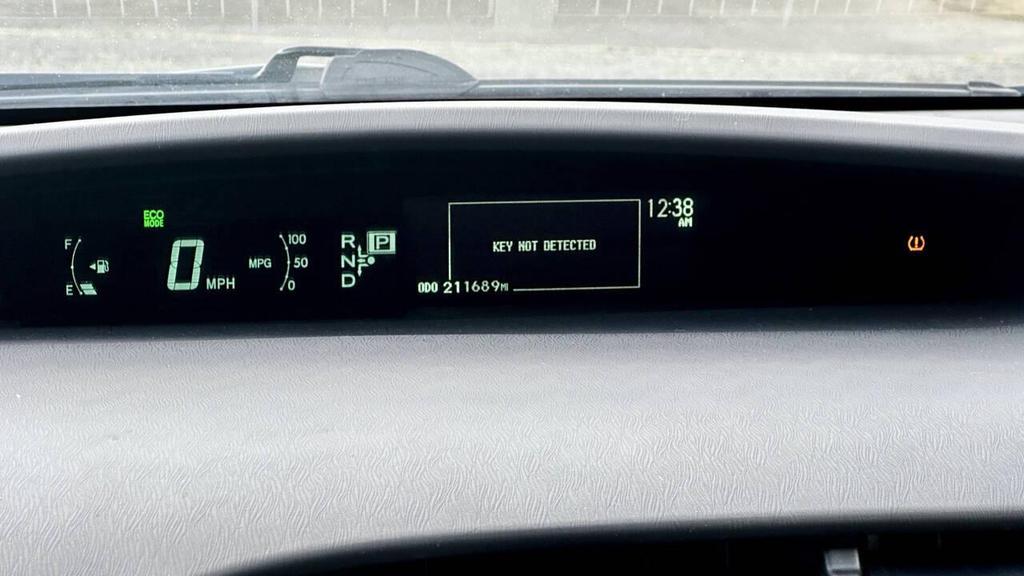 ECO
MODE
F
E
0 MPH
MPG
100
50
0
R
N
D
P
KEY NOT DETECTED
ODO 211689 MI
12:38
AM